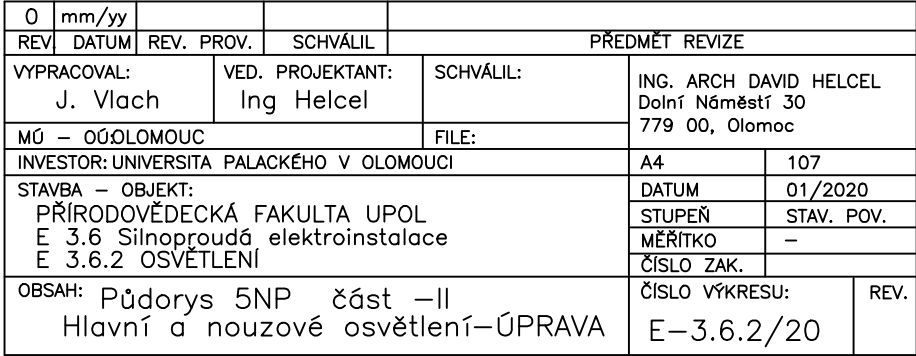 0 mm/yy
REV. DATUM REV. PROV. SCHVÁLIL PŘEDMĚT REVIZE
VYPRACOVAL: VED. PROJEKTANT: SCHVÁLIL:
J. Vlach Ing Helcel
ING. ARCH DAVID HELCEL
Dolní Náměstí 30
779 00, Olomoc
MÚ – OÚ:OLOMOUC FILE:
INVESTOR: UNIVERSITA PALACKÉHO V OLOMOUCI A4 107
STAVBA – OBJEKT: DATUM 01/2020
PŘÍRODOVĚDECKÁ FAKULTA UPOL STUPEŇ STAV. POV.
E 3.6 Silnoproudá elektroinstalace MĚŘÍTKO –
E 3.6.2 OSVĚTLENÍ ČÍSLO ZAK.
OBSAH: Půdorys 5NP část –II ČÍSLO VÝKRESU: REV.
Hlavní a nouzové osvětlení–ÚPRAVA E–3.6.2/20